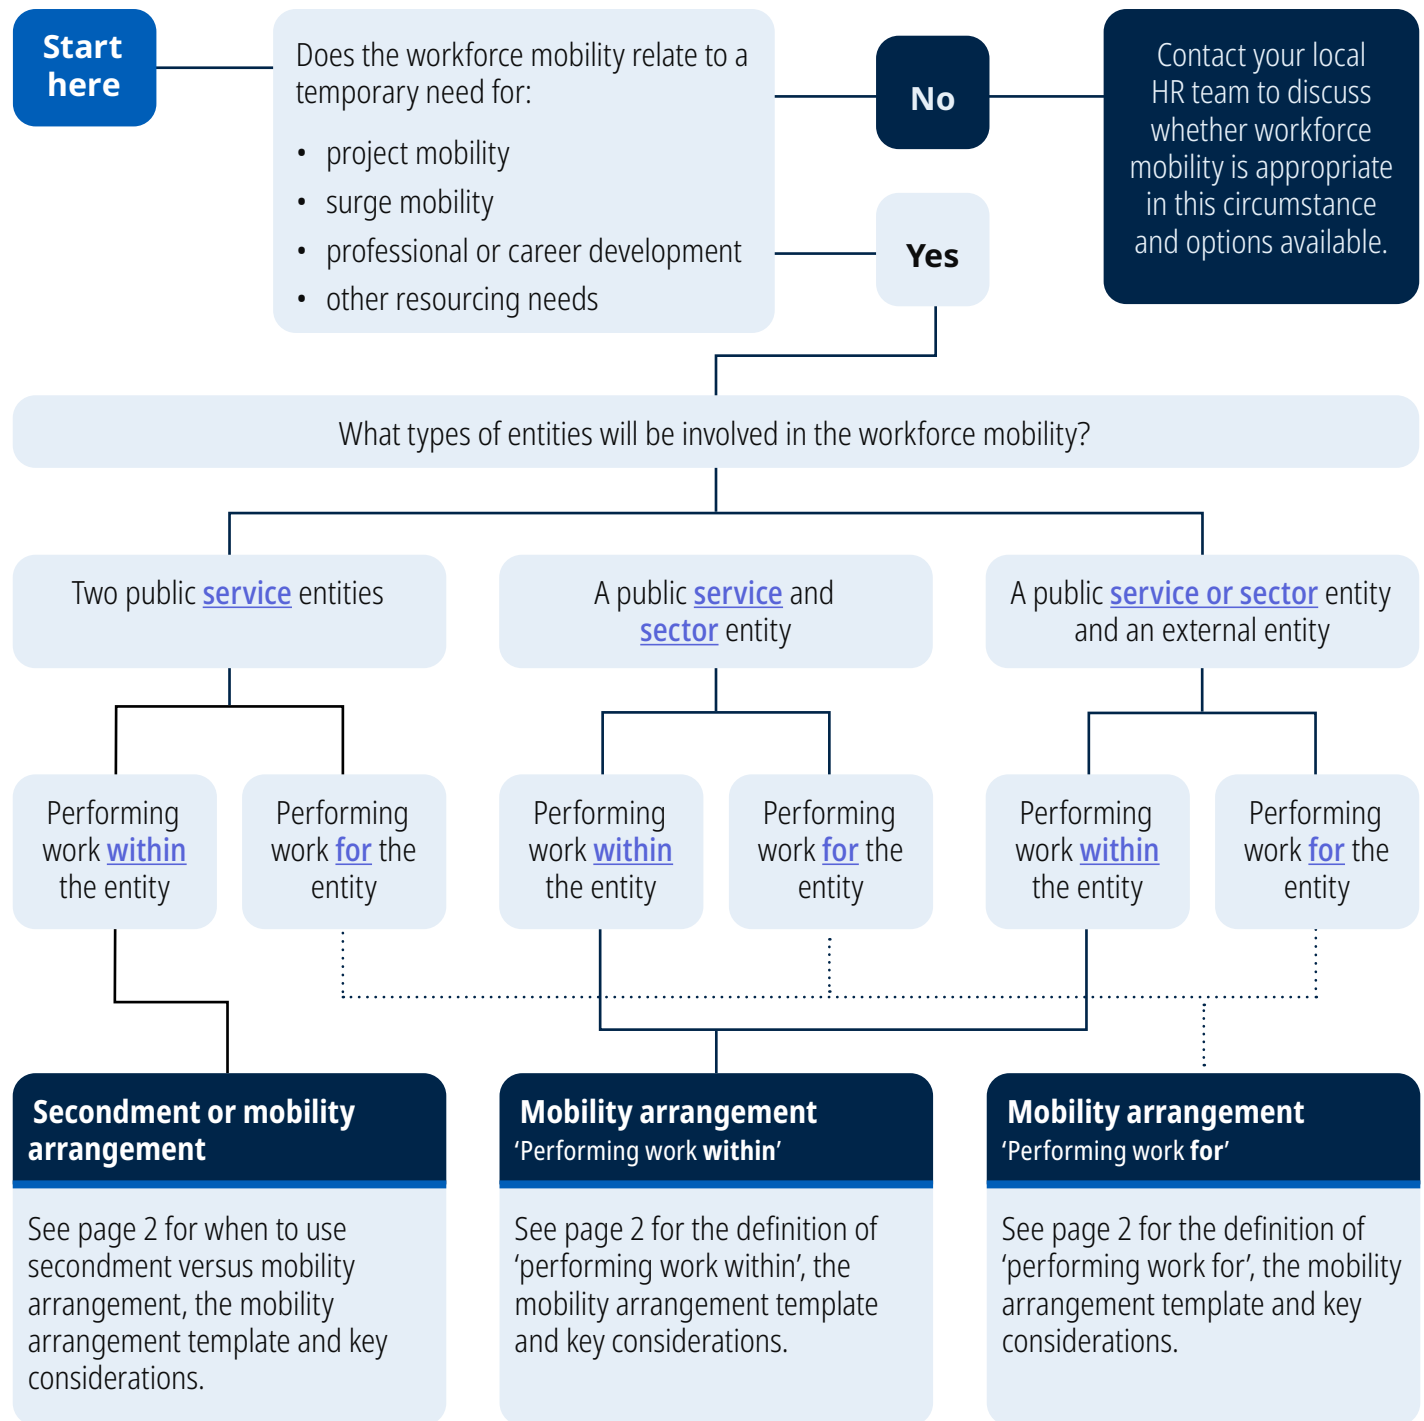 Start
here
Does the workforce mobility relate to a
temporary need for:
• project mobility
• surge mobility
• professional or career development
• other resourcing needs
No
Yes
Contact your local
HR team to discuss
whether workforce
mobility is appropriate
in this circumstance
and options available.
What types of entities will be involved in the workforce mobility?
Two public service entities
A public service and
sector entity
A public service or sector entity
and an external entity
Performing
work within
the entity
Performing
work for the
entity
Performing
work within
the entity
Performing
work for the
entity
Performing
work within
the entity
Performing
work for the
entity
Secondment or mobility
arrangement
See page 2 for when to use
secondment versus mobility
arrangement, the mobility
arrangement template and key
considerations.
Mobility arrangement
‘Performing work within’
See page 2 for the definition of
‘performing work within’, the
mobility arrangement template
and key considerations.
Mobility arrangement
‘Performing work for’
See page 2 for the definition of
‘performing work for’, the mobility
arrangement template and key
considerations.